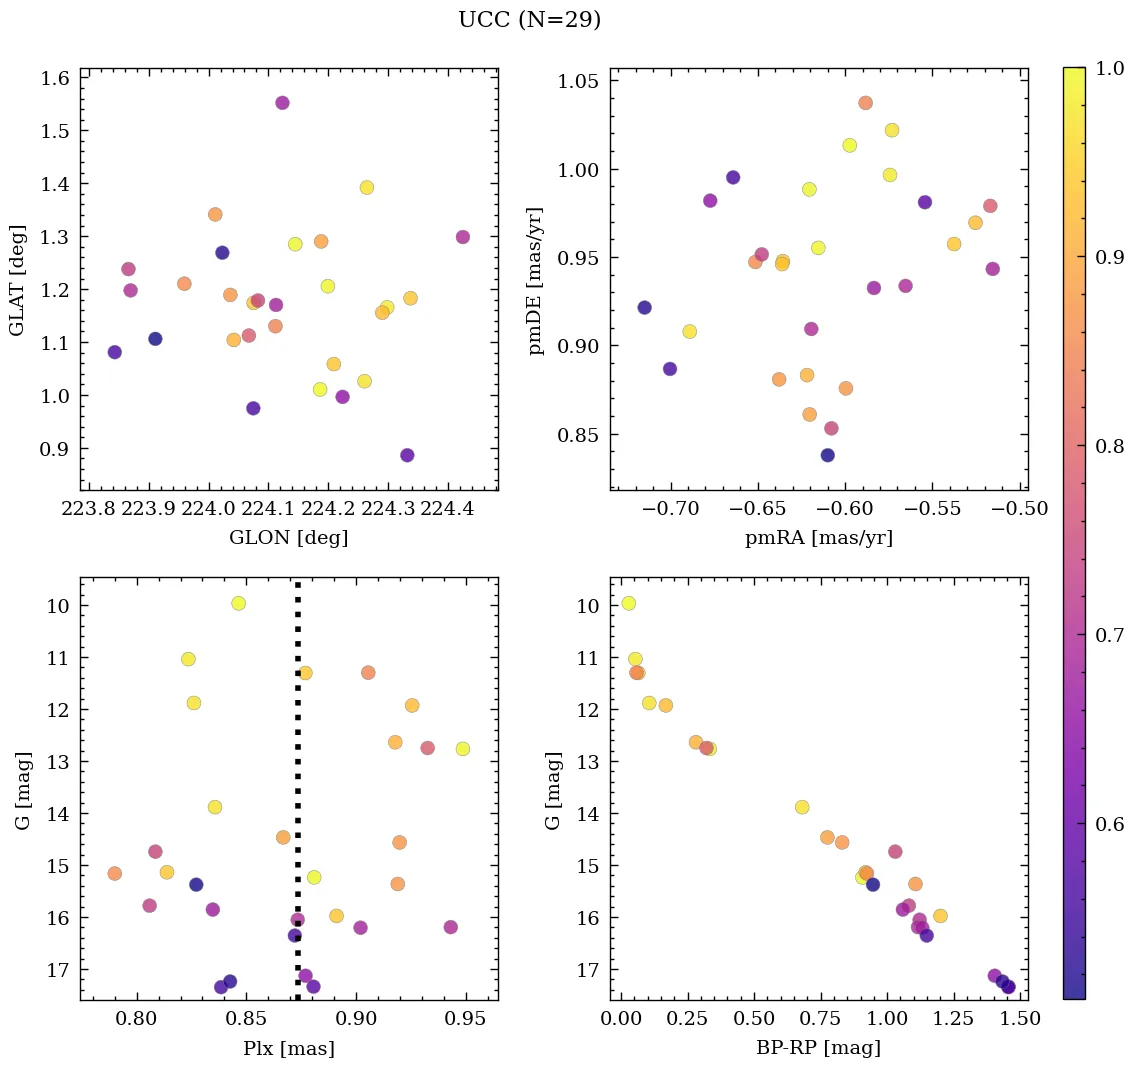 UCC (N=29)
1.6
1.5
1.4
1.3
1.2
1.1
1.0
0.9
GLAT [deg]
223.8 223.9 224.0 224.1 224.2 224.3 224.4
GLON [deg]
1.05
1.00
0.95
0.90
0.85
pmDE [mas/yr]
−0.70 −0.65 −0.60 −0.55 −0.50
pmRA [mas/yr]
10
11
12
13
14
15
16
17
G [mag]
0.80 0.85 0.90 0.95
Plx [mas]
10
11
12
13
14
15
16
17
G [mag]
0.00 0.25 0.50 0.75 1.00 1.25 1.50
BP-RP [mag]
1.0
0.9
0.8
0.7
0.6